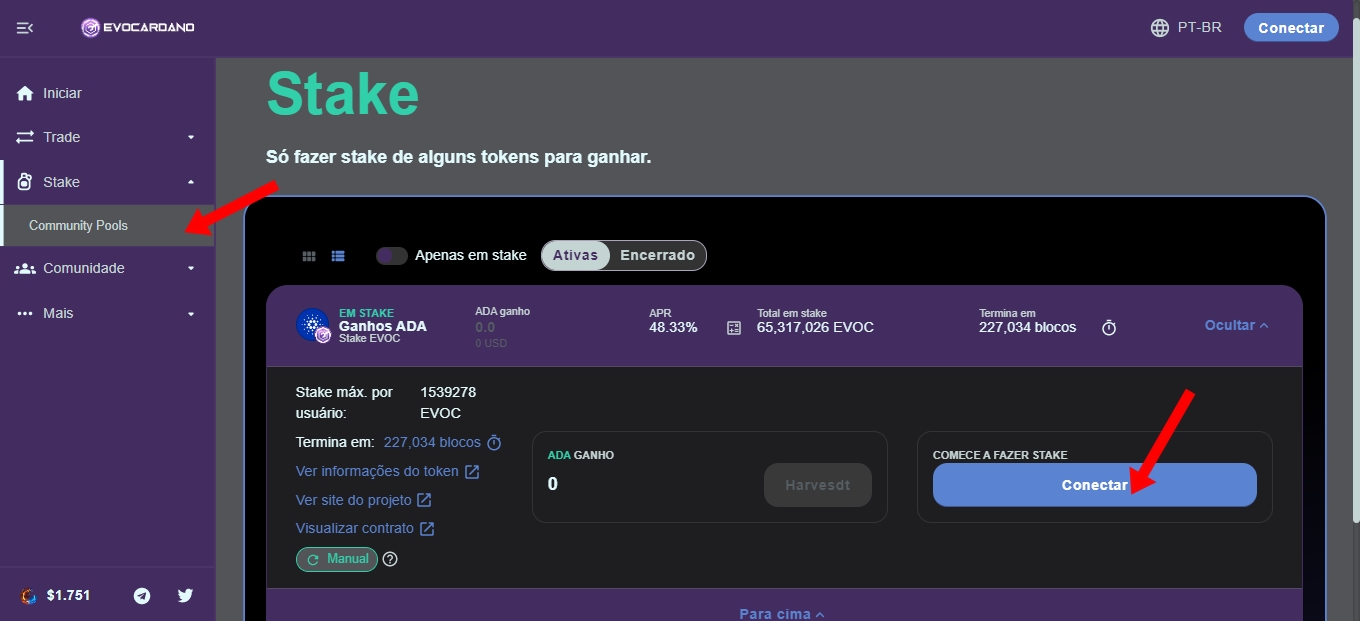 EVOCARDANO
PT-BR
Conectar
Iniciar
Trade
Stake
Community Pools
Comunidade
Mais
$1.751
Stake
Só fazer stake de alguns tokens para ganhar.
Apenas em stake
Ativas
Encerrado
EM STAKE
Ganhos ADA
Stake EVOC
ADA ganho
0.0
0 USD
APR
48.33%
Total em stake
65,317,026 EVOC
Termina em
227,034 blocos
Ocultar
Stake máx. por usuário:
1539278 EVOC
Termina em: 227,034 blocos
Ver informações do token
Ver site do projeto
Visualizar contrato
Manual
ADA GANHO
0
Harvesdt
COMECE A FAZER STAKE
Conectar
Para cima